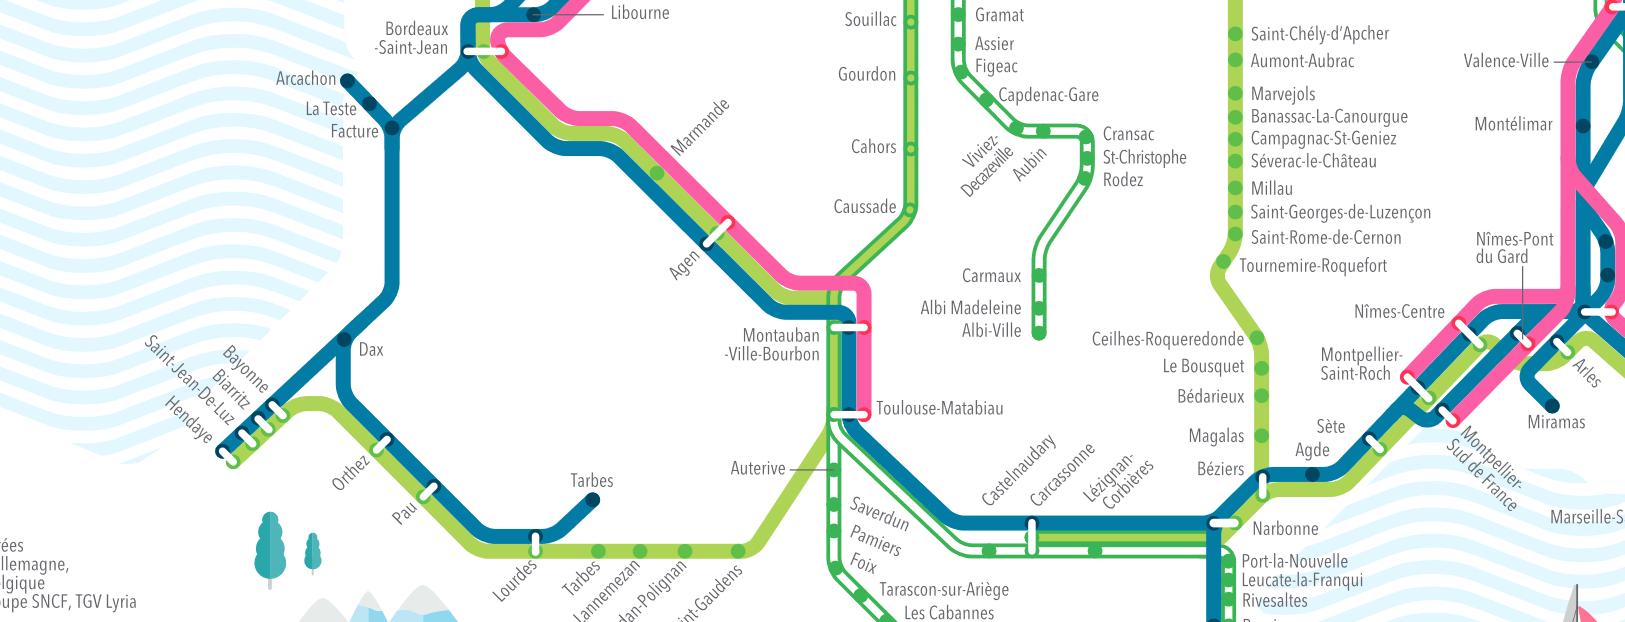 Libourne
Bordeaux
-Saint-Jean
Arcachon
La Teste
Facture
Marmande
Agen
Souillac
Gourdon
Cahors
Caussade
Gramat
Assier
Figeac
Capdenac-Gare
Viviez-
Decazeville
Aubin
Cransac
St-Christophe
Rodez
Carmaux
Albi Madeleine
Albi-Ville
Saint-Chély-d’Apcher
Aumont-Aubrac
Marvejols
Banassac-La-Canourgue
Campagnac-St-Geniez
Séverac-le-Château
Millau
Saint-Georges-de-Luzençon
Saint-Rome-de-Cernon
Tournemire-Roquefort
Ceilhes-Roqueredonde
Le Bousquet
Bédarieux
Magalas
Béziers
Valence-Ville
Montélimar
Nîmes-Pont
du Gard
Nîmes-Centre
Montpellier-
Saint-Roch
Arles
Miramas
Montpellier-
Sud de France
Sète
Agde
Marseille-S
Montauban
-Ville-Bourbon
Toulouse-Matabiau
Dax
Bayonne
Biarritz
Saint-Jean-De-Luz
Hendaye
Orthez
Pau
Tarbes
Lourdes
Tarbes
Lannemezan
dan-Polignan
int-Gaudens
Auterive
Saverdun
Pamiers
Foix
Tarascon-sur-Ariège
Les Cabannes
Castelnaudary
Carcassonne
Lézignan-
Corbières
Narbonne
Port-la-Nouvelle
Leucate-la-Franqui
Rivesaltes
ées
llemagne,
lgique
oupe SNCF, TGV Lyria